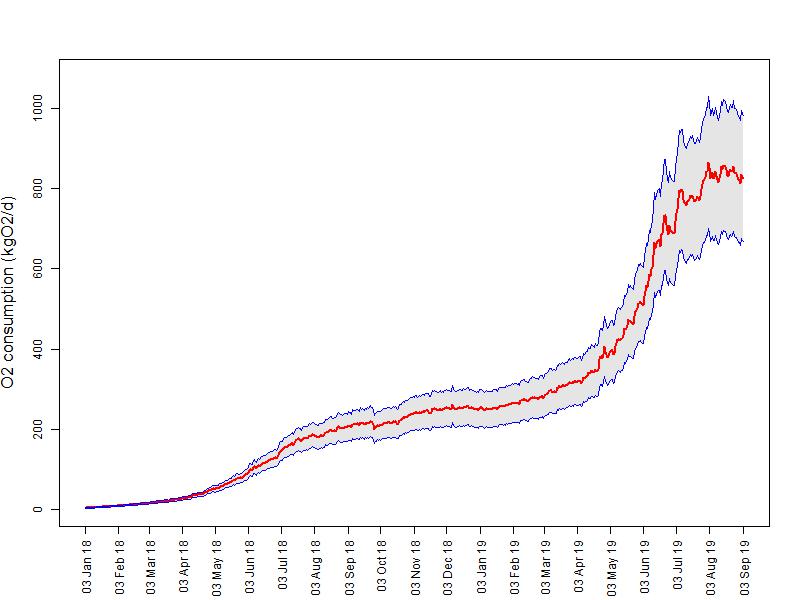 O2 consumption (kgO2/d)
1000
800
600
400
200
0
03 Jan 18
03 Feb 18
03 Mar 18
03 Apr 18
03 May 18
03 Jun 18
03 Jul 18
03 Aug 18
03 Sep 18
03 Oct 18
03 Nov 18
03 Dec 18
03 Jan 19
03 Feb 19
03 Mar 19
03 Apr 19
03 May 19
03 Jun 19
03 Jul 19
03 Aug 19
03 Sep 19